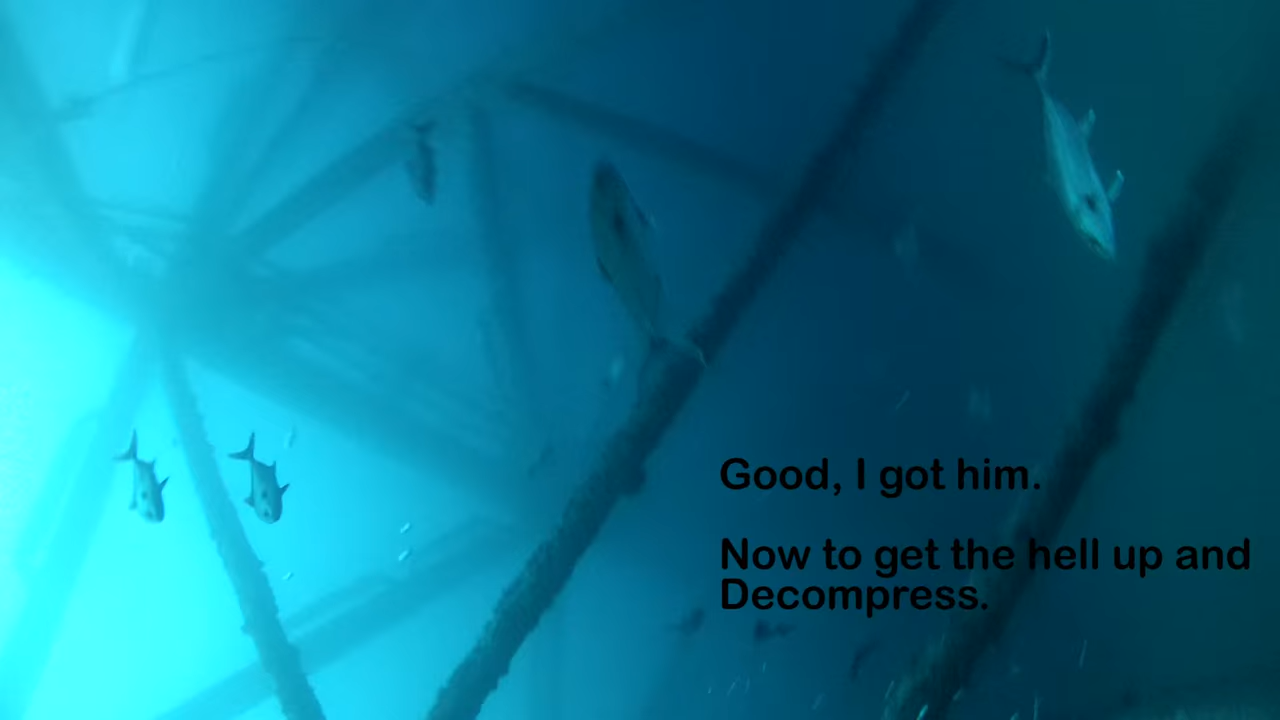 Good, I got him.
Now to get the hell up and
Decompress.